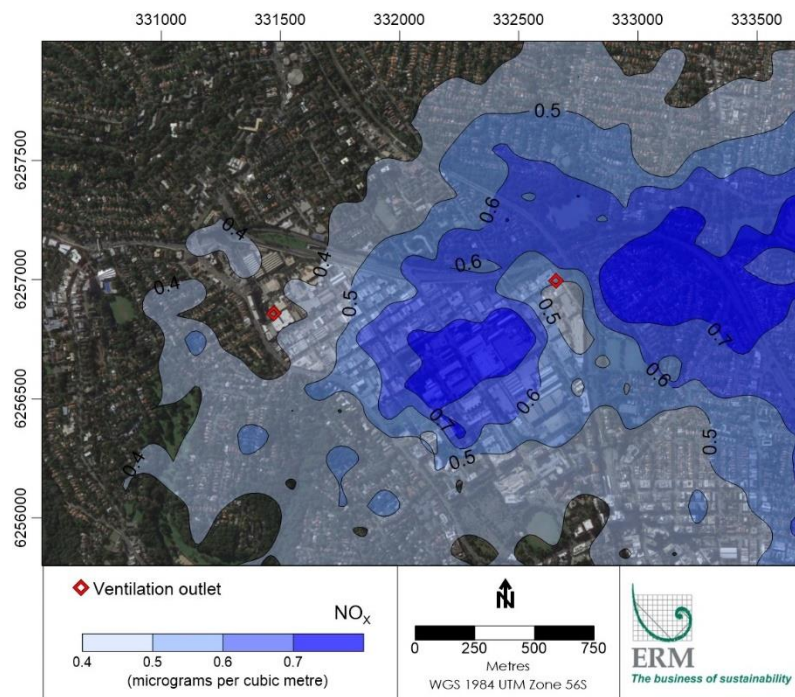 331000 331500 332000 332500 333000 333500
6257500
6257000
6256500
6256000
0.5
0.6
0.4
0.4
0.4
0.6
0.5
0.5
0.7
0.6
0.6
0.7
0.5
0.5
0.4
Ventilation outlet
NOx
0.4 0.5 0.6 0.7
(micrograms per cubic metre)
N
0 250 500 750
Metres
WGS 1984 UTM Zone 56S
ERM
The business of sustainability